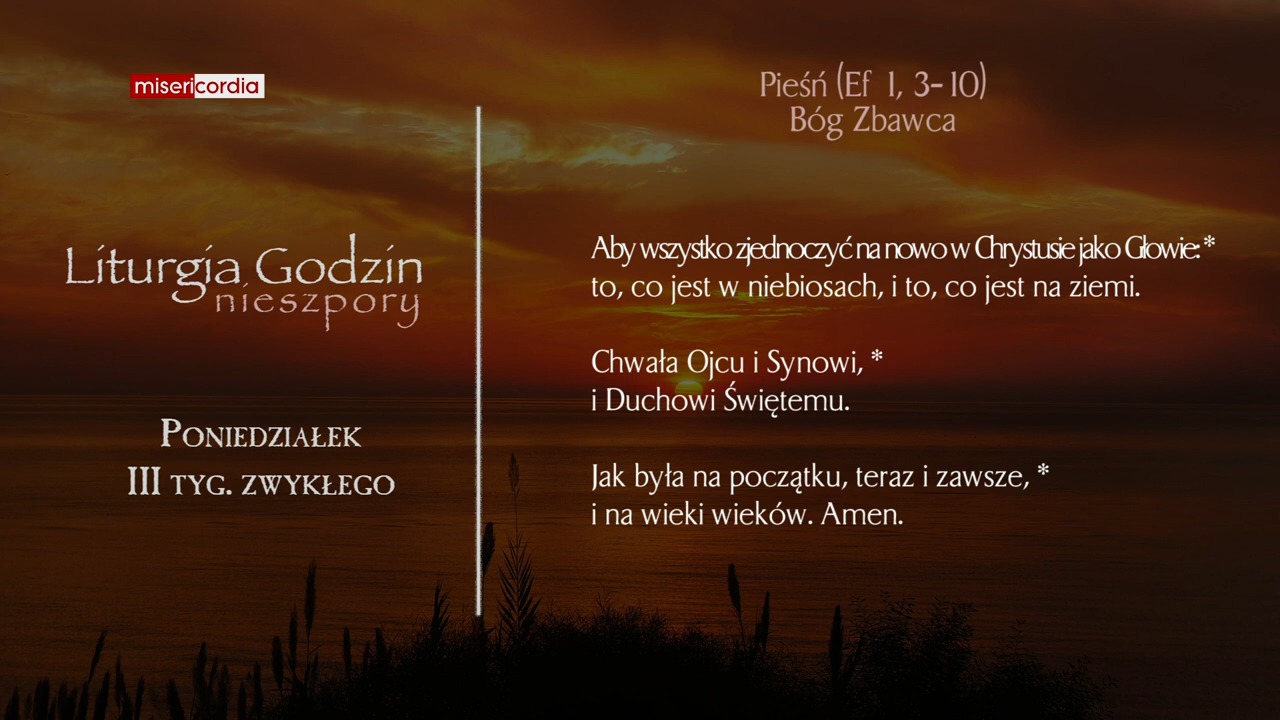 misericordia
Liturgia Godzin
nieszpory
Poniedziałek
III tyg. zwykłego
Pieśń (Ef 1, 3-10)
Bóg Zbawca
Aby wszystko zjednoczyć na nowo w Chrystusie jako Głowie: *
to, co jest w niebiosach, i to, co jest na ziemi.
Chwała Ojcu i Synowi, *
i Duchowi Świętemu.
Jak była na początku, teraz i zawsze, *
i na wieki wieków. Amen.